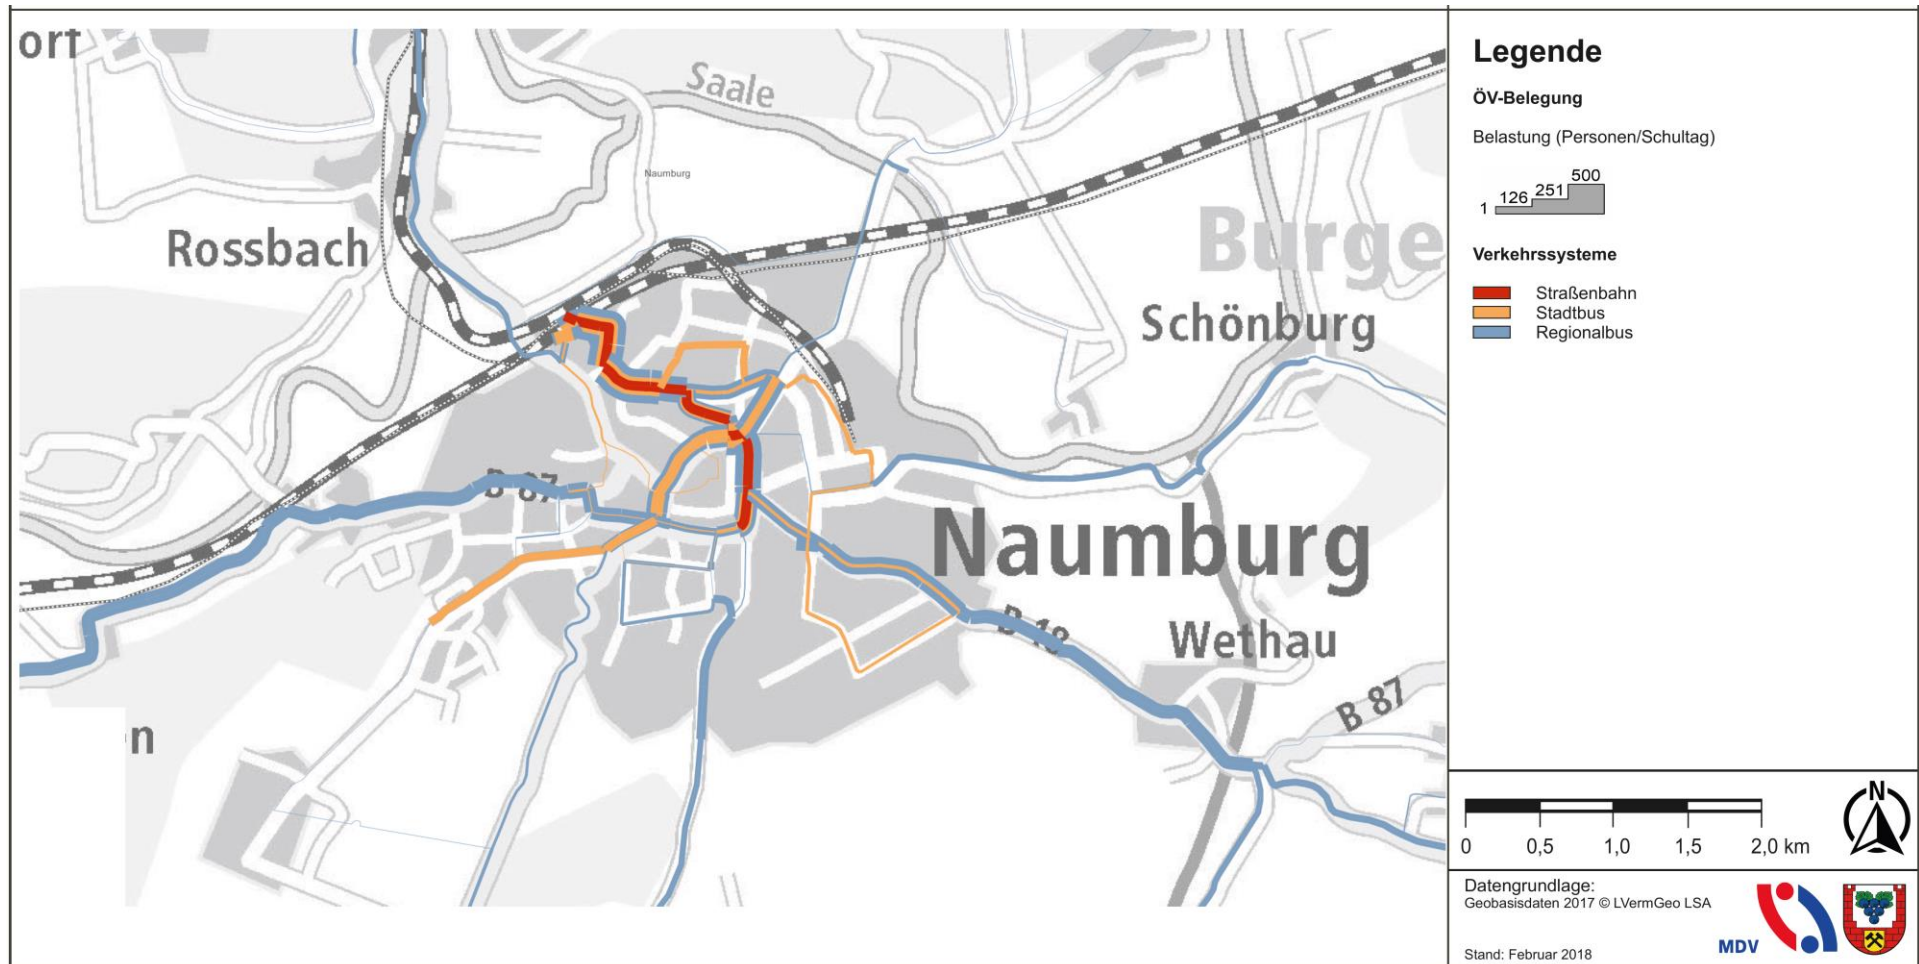 ort
Saale
Naumburg
Rossbach
Burge
Schönburg
B 87
Naumburg
B 18
Wethau
B 87
n
Legende
ÖV-Belegung
Belastung (Personen/Schultag)
1 126 251 500
Verkehrssysteme
Straßenbahn
Stadtbus
Regionalbus
N
0 0,5 1,0 1,5 2,0 km
Datengrundlage:
Geobasisdaten 2017 © LVermGeo LSA
MDV
Stand: Februar 2018